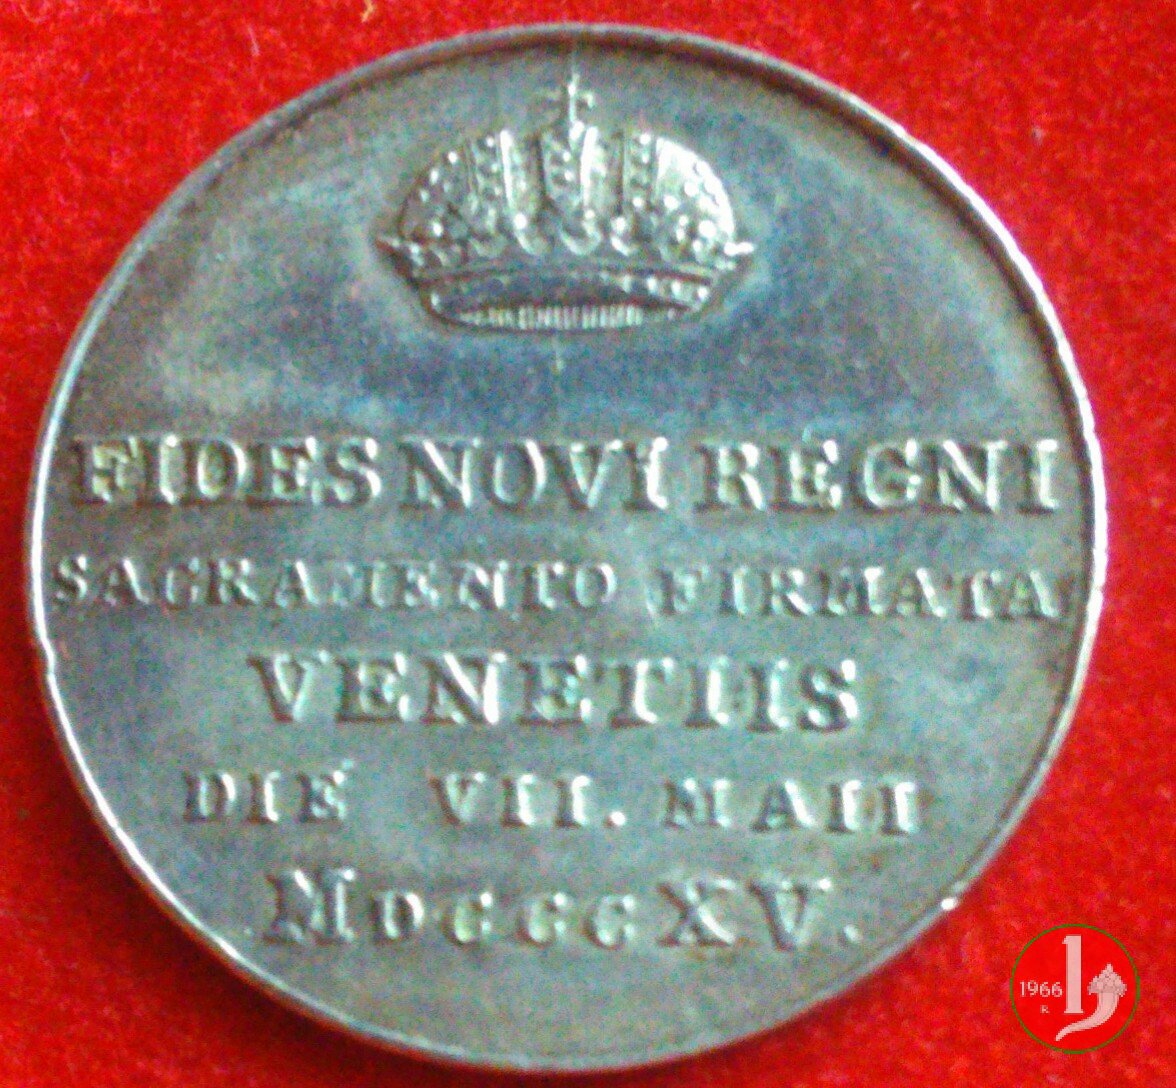 FIDES NOVI REGNI
SACRAMENTO FIRMATA
VENETIIS
DIE VII. MAII
MDCCCXV.
1966
R